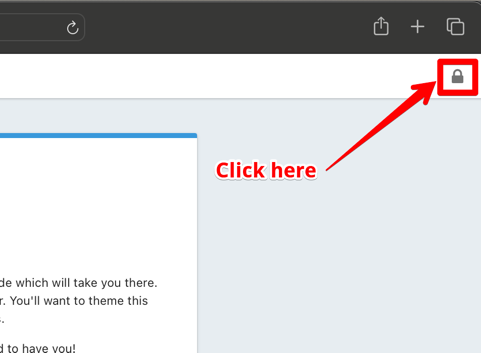 Click here
de which will take you there.
r. You'll want to theme this
s.
d to have you!